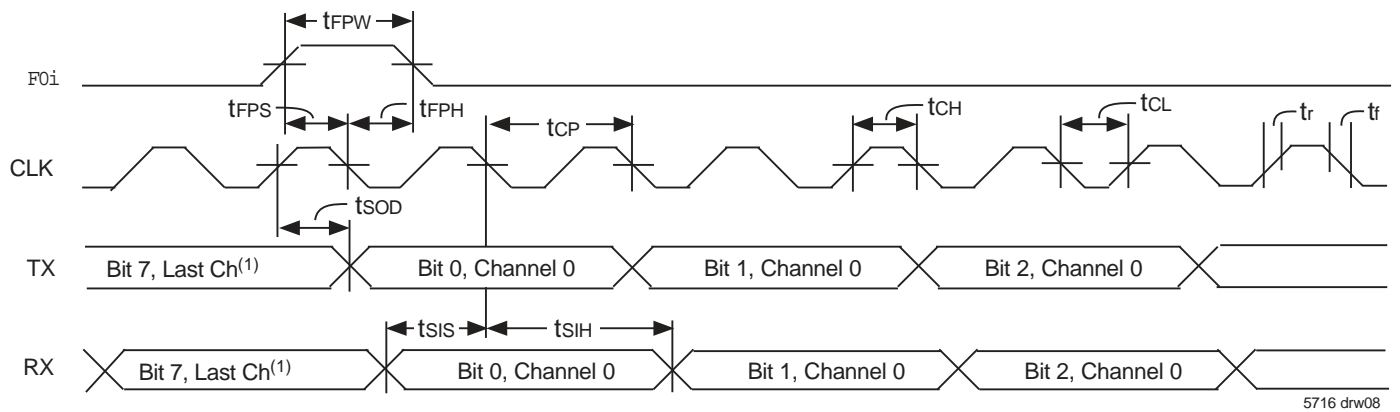 tFPW
F0i
tFPS
tFPH
tCP
tCH
tCL
tr
tf
CLK
tSOD
TX
Bit 7, Last Ch(1)
Bit 0, Channel 0
Bit 1, Channel 0
Bit 2, Channel 0
tSIS
tSIH
RX
Bit 7, Last Ch(1)
Bit 0, Channel 0
Bit 1, Channel 0
Bit 2, Channel 0
5716 drw08